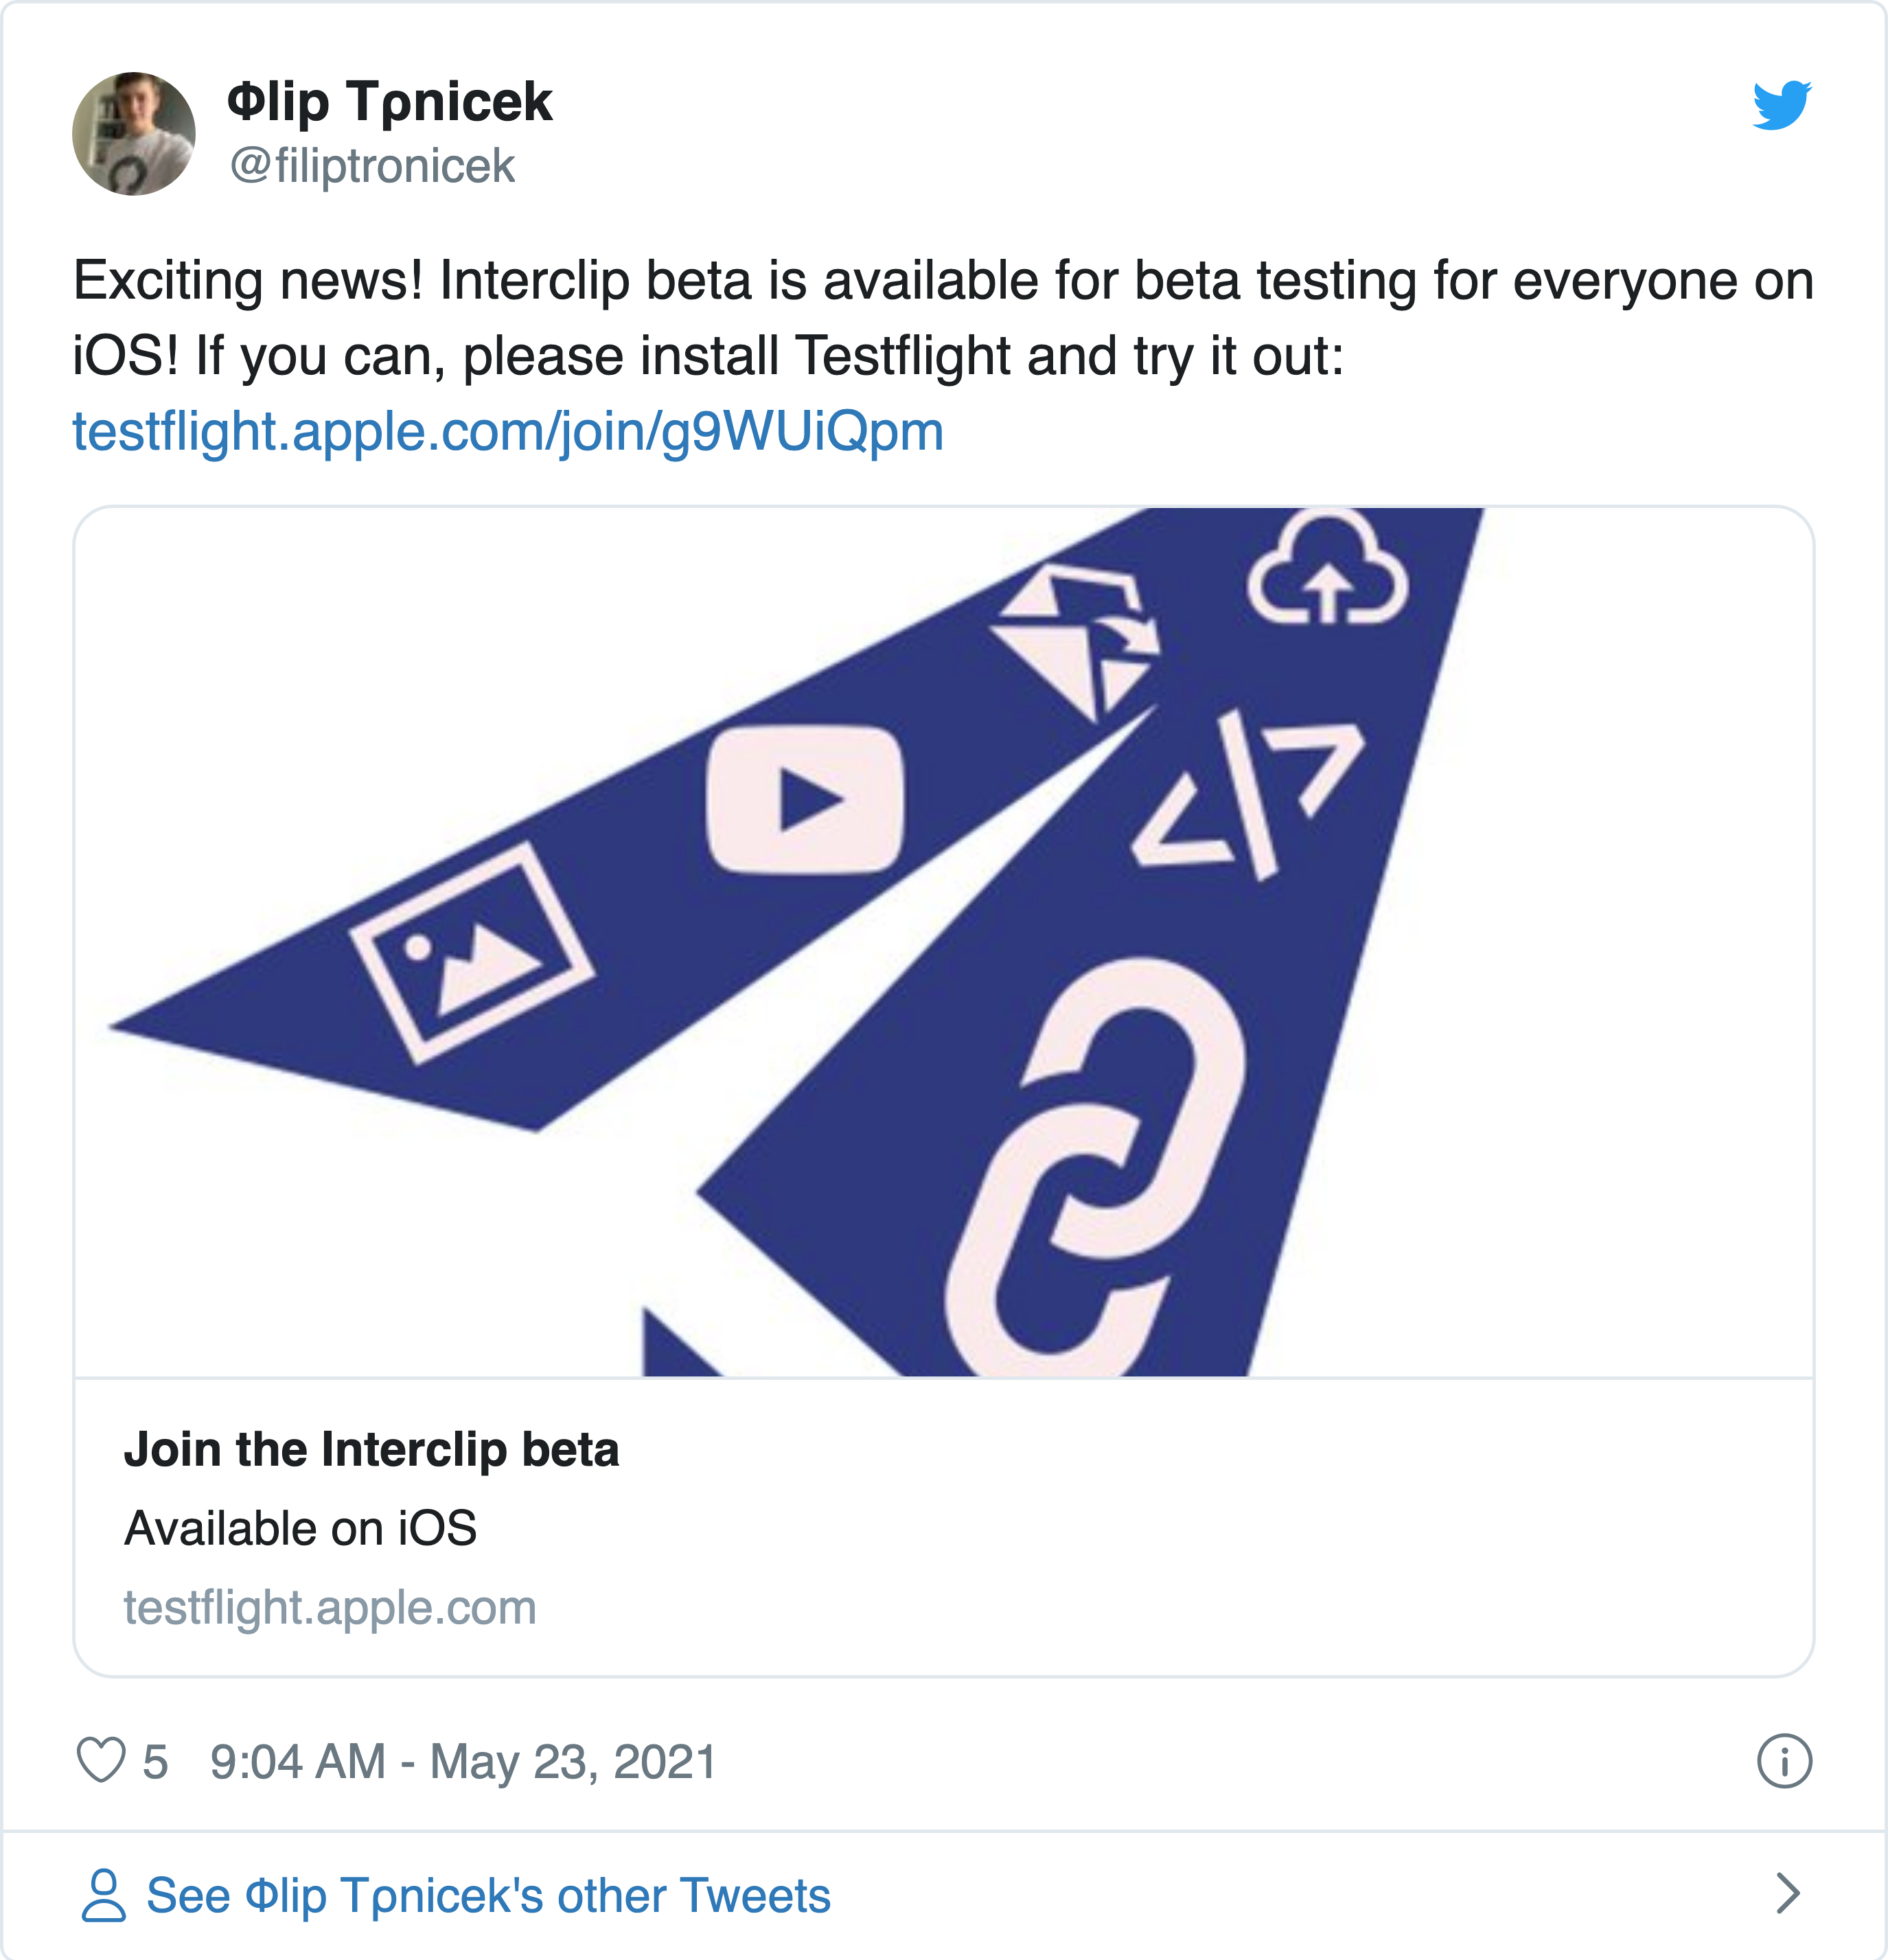 Φlip Tρnicek
@filiptronicek
Exciting news! Interclip beta is available for beta testing for everyone on
iOS! If you can, please install Testflight and try it out:
testflight.apple.com/join/g9WUiQpm
</>
Join the Interclip beta
Available on iOS
testflight.apple.com
5 9:04 AM - May 23, 2021
See Φlip Tρnicek's other Tweets